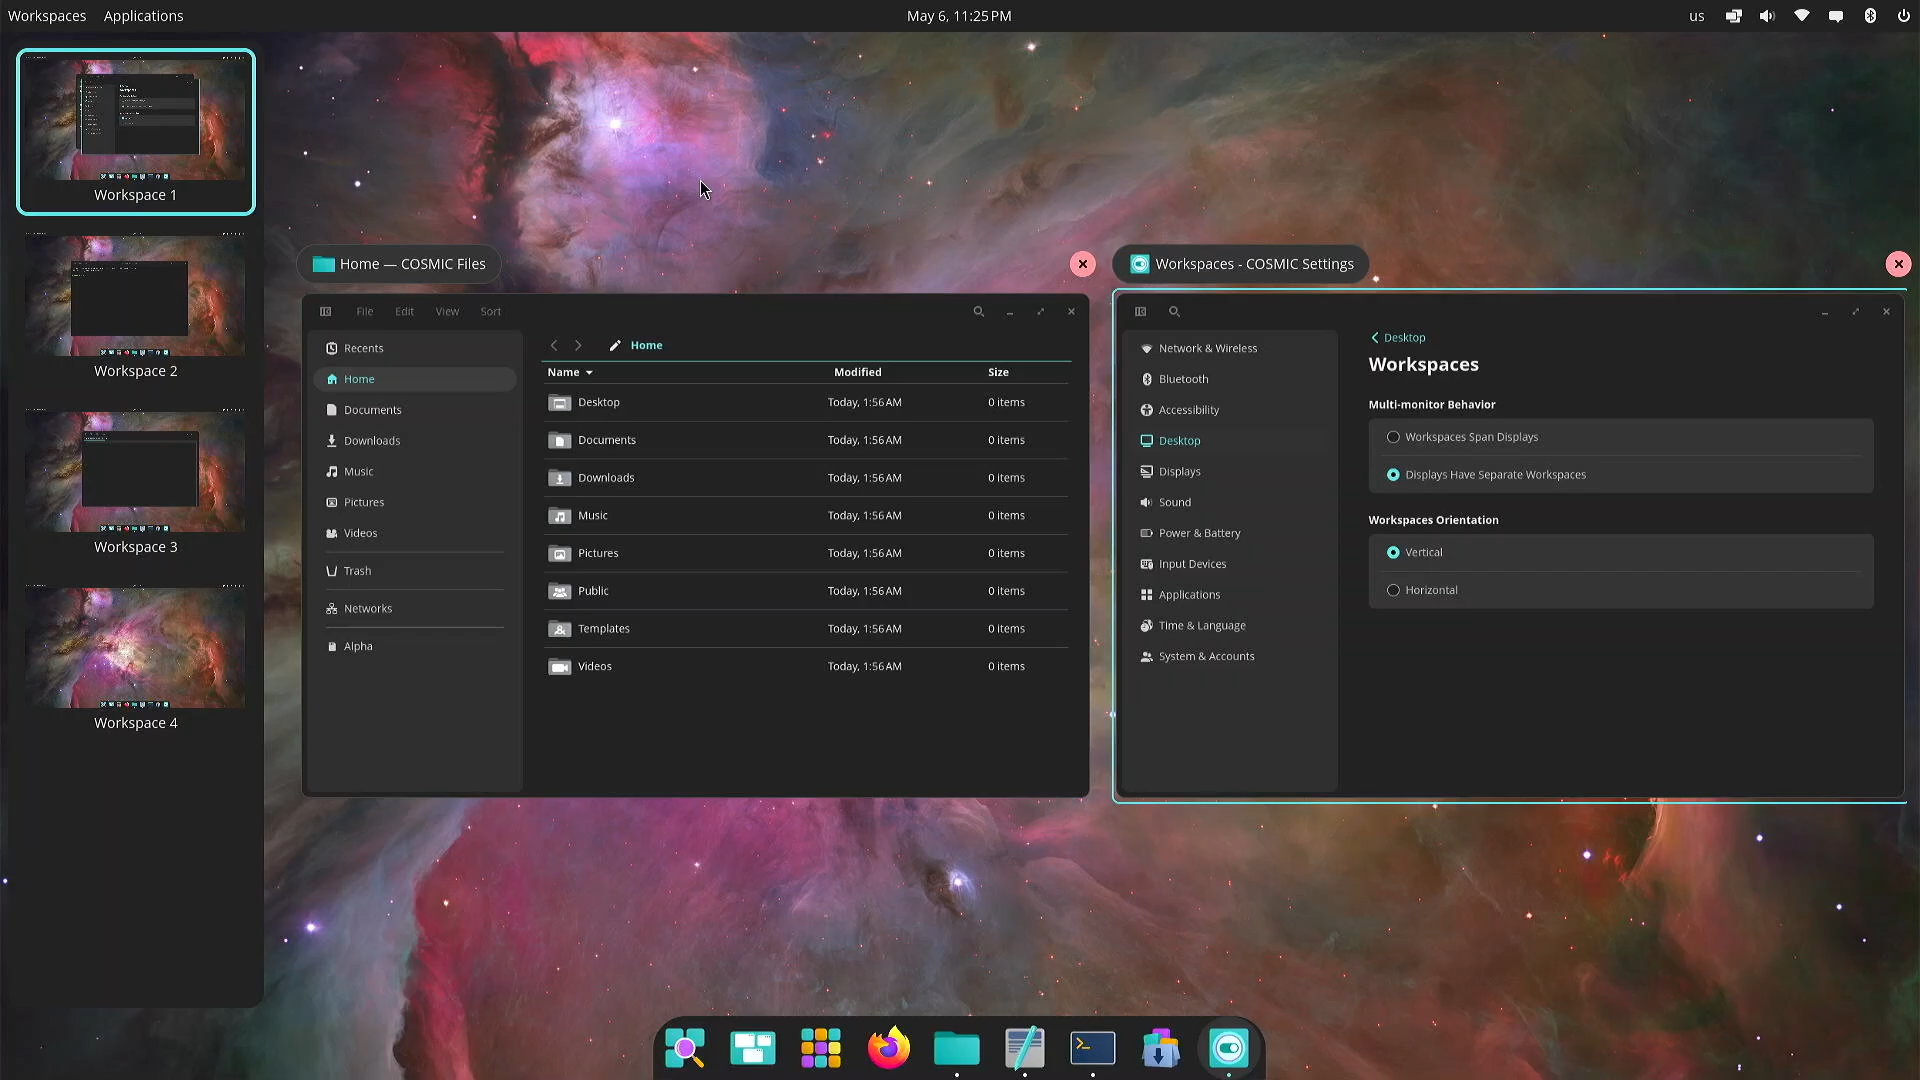 Workspaces Applications
May 6, 11:25 PM
us
Workspace 1
Workspace 2
Workspace 3
Workspace 4
Home — COSMIC Files
File Edit View Sort
Recents
Home
Documents
Downloads
Music
Pictures
Videos
Trash
Networks
Alpha
Home
Name Modified Size
Desktop Today, 1:56 AM 0 items
Documents Today, 1:56 AM 0 items
Downloads Today, 1:56 AM 0 items
Music Today, 1:56 AM 0 items
Pictures Today, 1:56 AM 0 items
Public Today, 1:56 AM 0 items
Templates Today, 1:56 AM 0 items
Videos Today, 1:56 AM 0 items
Workspaces - COSMIC Settings
Network & Wireless
Bluetooth
Accessibility
Desktop
Displays
Sound
Power & Battery
Input Devices
Applications
Time & Language
System & Accounts
Desktop
Workspaces
Multi-monitor Behavior
Workspaces Span Displays
Displays Have Separate Workspaces
Workspaces Orientation
Vertical
Horizontal